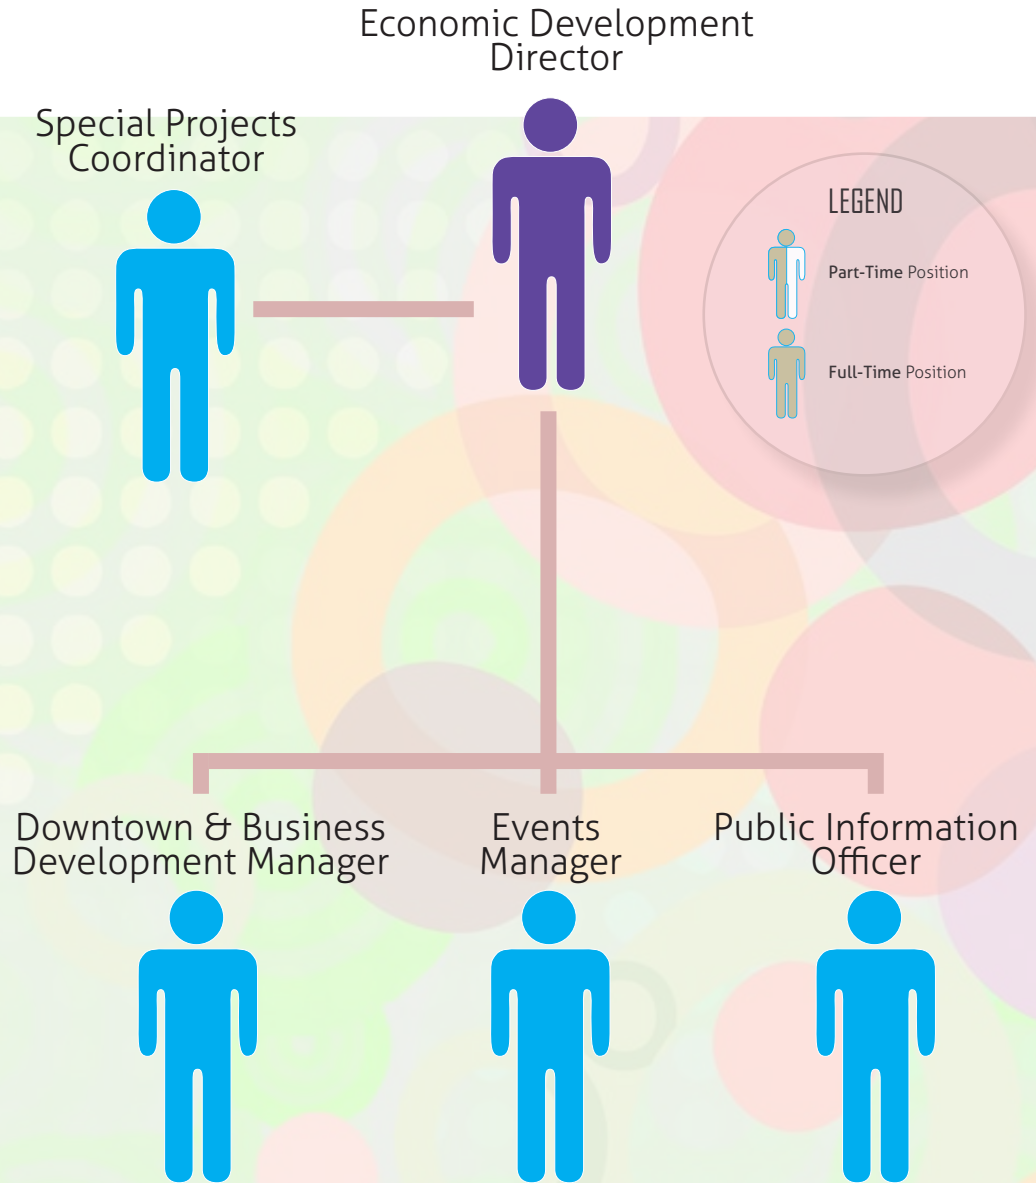 Economic Development
Director
Special Projects
Coordinator
LEGEND
Part-Time Position
Full-Time Position
Downtown & Business
Development Manager
Events
Manager
Public Information
Officer